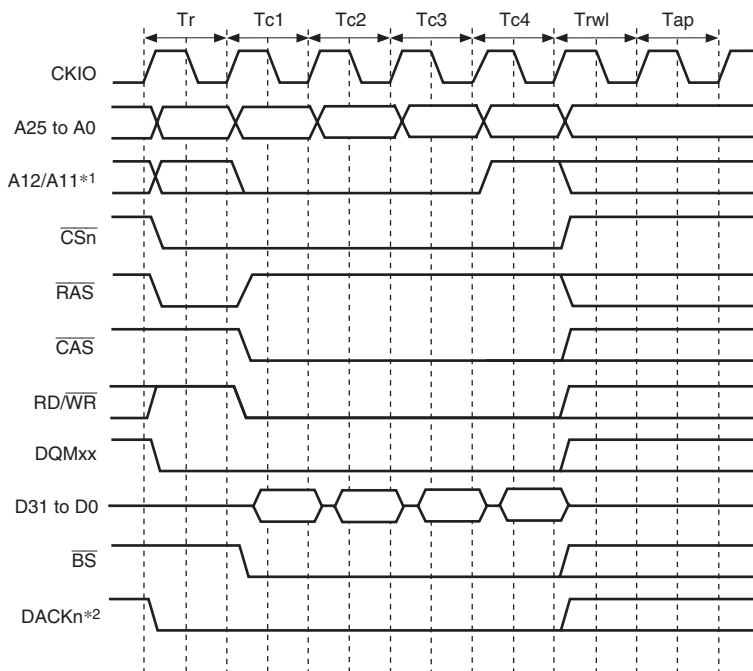 Tr Tc1 Tc2 Tc3 Tc4 Trwl Tap
CKIO
A25 to A0
A12/A11*1
CSn
RAS
CAS
RD/WR
DQMxx
D31 to D0
BS
DACKn*2